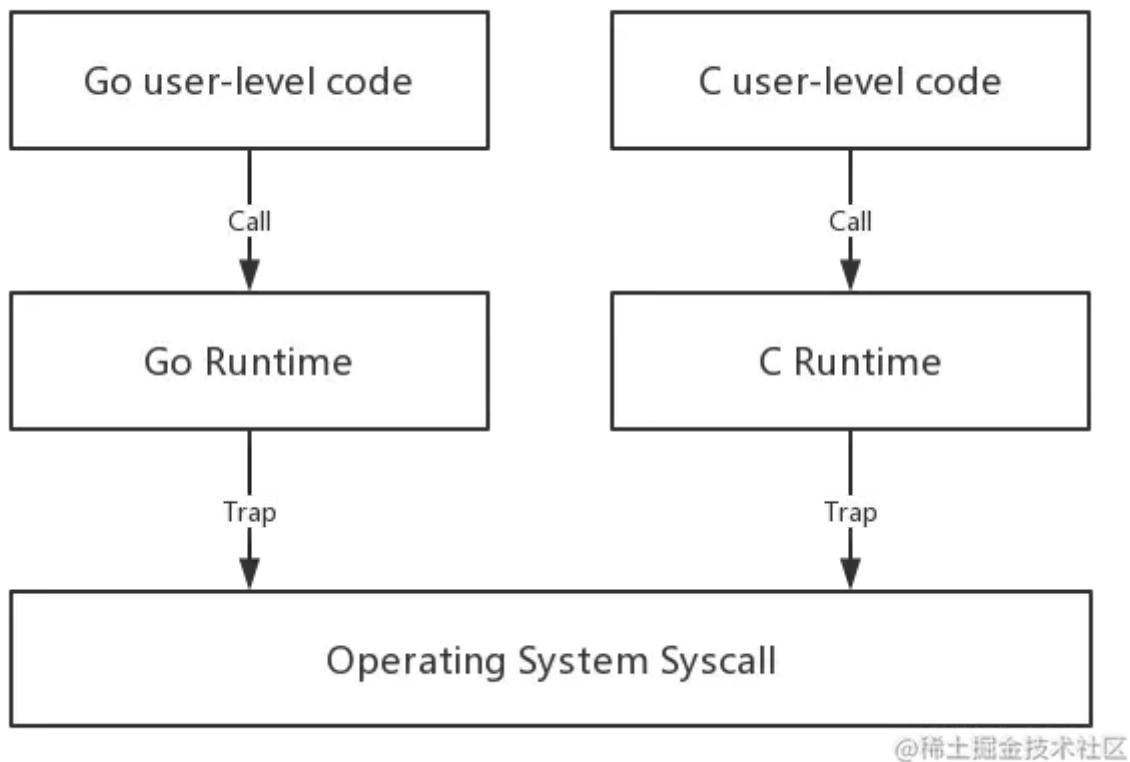 Go user-level code
C user-level code
Call
Call
Go Runtime
C Runtime
Trap
Trap
Operating System Syscall
@稀土掘金技术社区